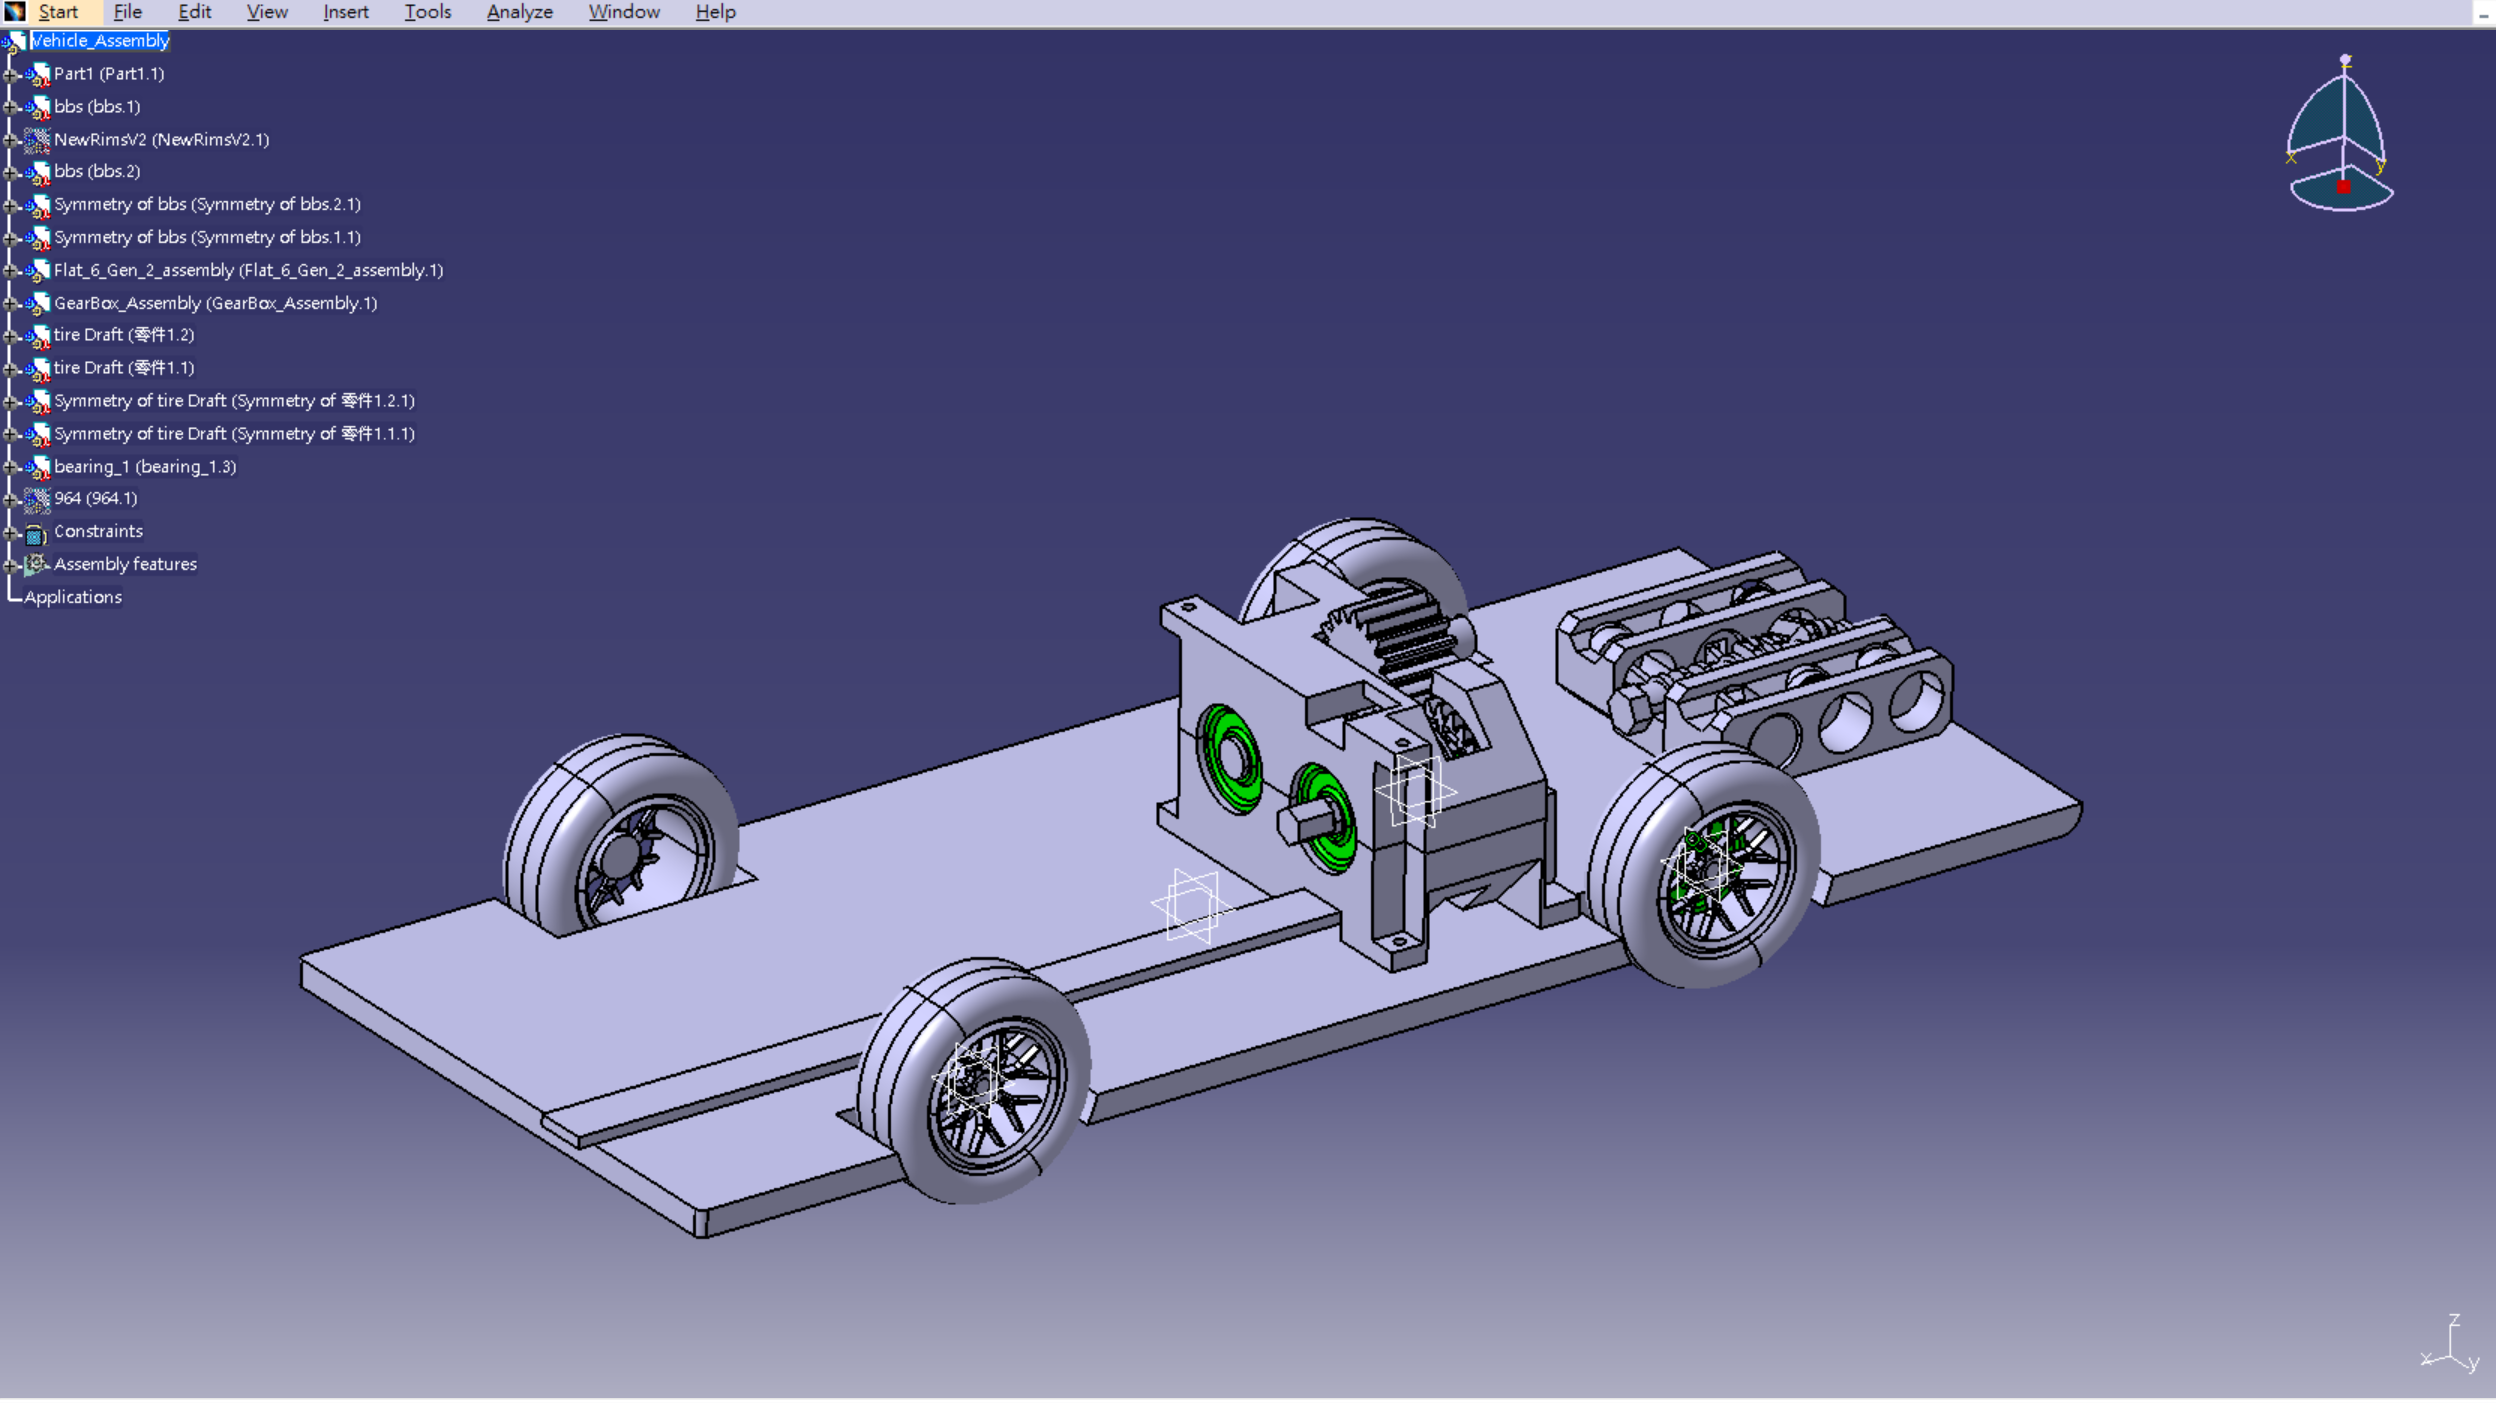 Start File Edit View Insert Tools Analyze Window Help
Vehicle_Assembly
Part1 (Part1.1)
bbs (bbs.1)
NewRimsV2 (NewRimsV2.1)
bbs (bbs.2)
Symmetry of bbs (Symmetry of bbs.2.1)
Symmetry of bbs (Symmetry of bbs.1.1)
Flat_6_Gen_2_assembly (Flat_6_Gen_2_assembly.1)
GearBox_Assembly (GearBox_Assembly.1)
tire Draft (零件1.2)
tire Draft (零件1.1)
Symmetry of tire Draft (Symmetry of 零件1.2.1)
Symmetry of tire Draft (Symmetry of 零件1.1.1)
bearing_1 (bearing_1.3)
964 (964.1)
Constraints
Assembly features
Applications
z
x y
z
x y